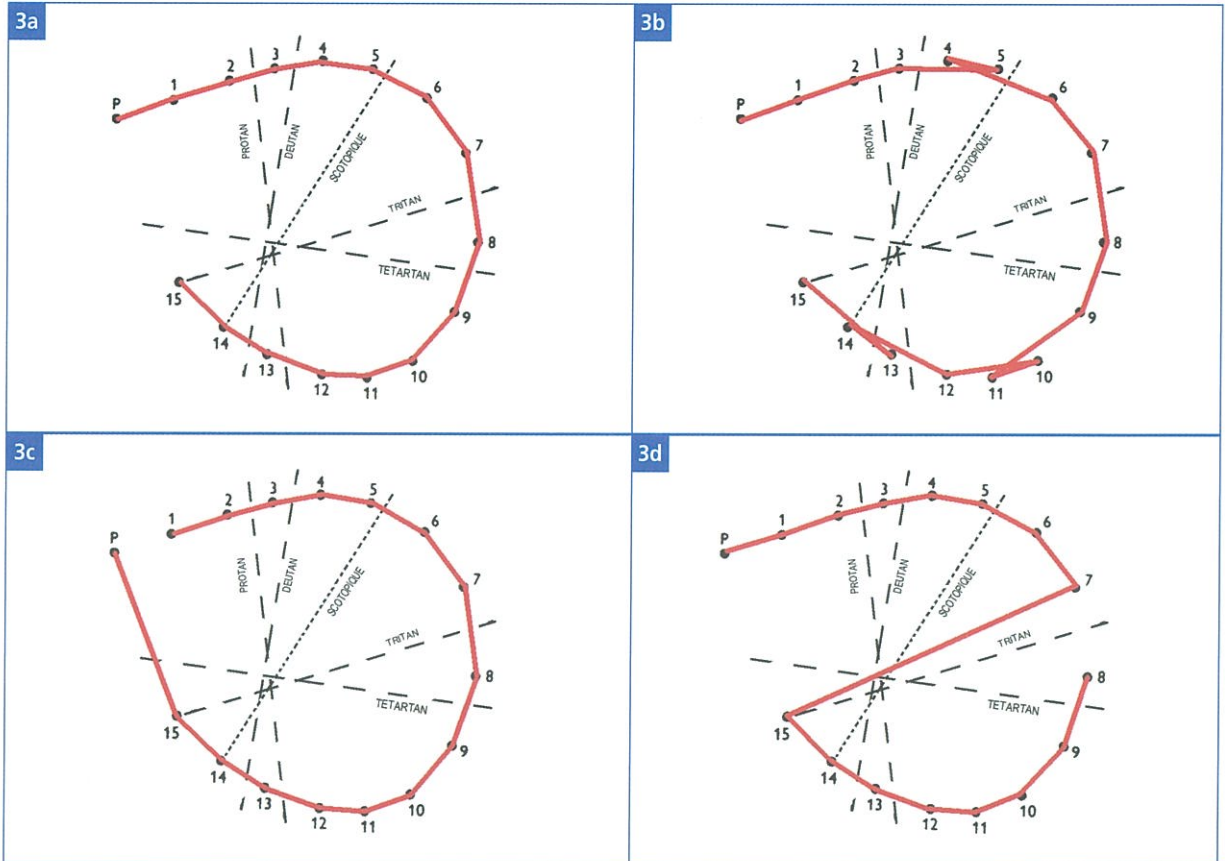 3a
P
1
2
3
4
5
6
7
8
9
10
11
12
13
14
15
PROTAN
DEUTAN
SCOTOPIQUE
TRITAN
TETARTAN
3b
P
1
2
3
4
5
6
7
8
9
10
11
12
13
14
15
PROTAN
DEUTAN
SCOTOPIQUE
TRITAN
TETARTAN
3c
P
1
2
3
4
5
6
7
8
9
10
11
12
13
14
15
PROTAN
DEUTAN
SCOTOPIQUE
TRITAN
TETARTAN
3d
P
1
2
3
4
5
6
7
8
9
10
11
12
13
14
15
PROTAN
DEUTAN
SCOTOPIQUE
TRITAN
TETARTAN